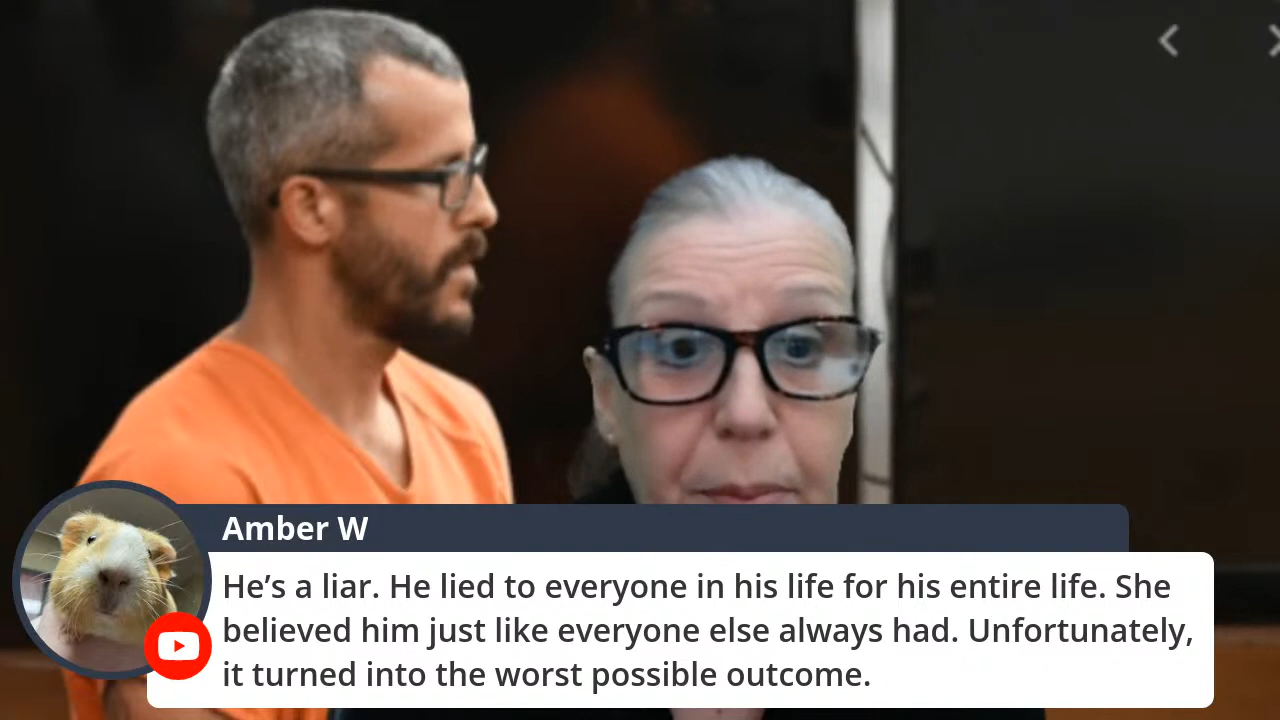 Amber W
He’s a liar. He lied to everyone in his life for his entire life. She
believed him just like everyone else always had. Unfortunately,
it turned into the worst possible outcome.